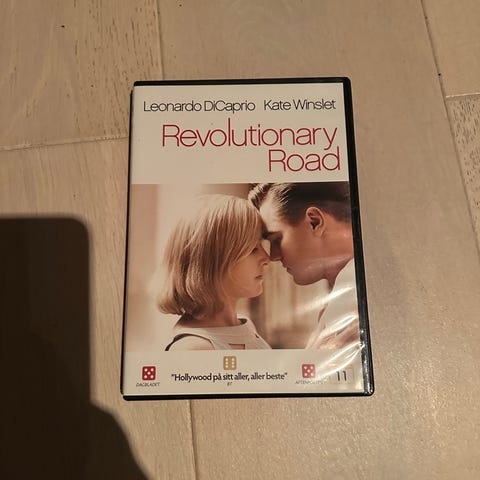 Leonardo DiCaprio Kate Winslet
Revolutionary
Road
"Hollywood på sitt aller, aller beste"
DAGBLADET
BT
AFTENPOSTEN
11